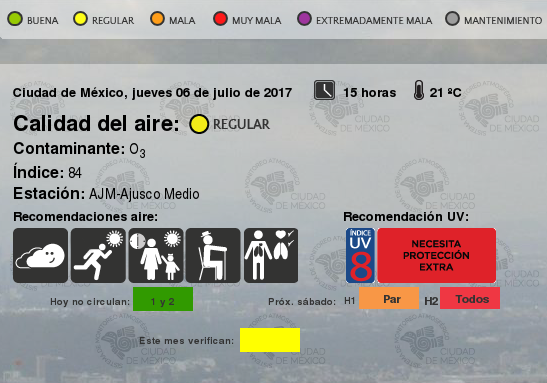 BUENA REGULAR MALA MUY MALA EXTREMADAMENTE MALA MANTENIMIENTO
Ciudad de México, jueves 06 de julio de 2017 15 horas 21 ºC
Calidad del aire: REGULAR
Contaminante: O3
Índice: 84
Estación: AJM-Ajusco Medio
Recomendaciones aire: Recomendación UV:
ÍNDICE
UV
8
NECESITA
PROTECCIÓN
EXTRA
Hoy no circulan: 1 y 2 Próx. sábado: H1 Par H2 Todos
Este mes verifican:
CIUDAD
DE MÉXICO